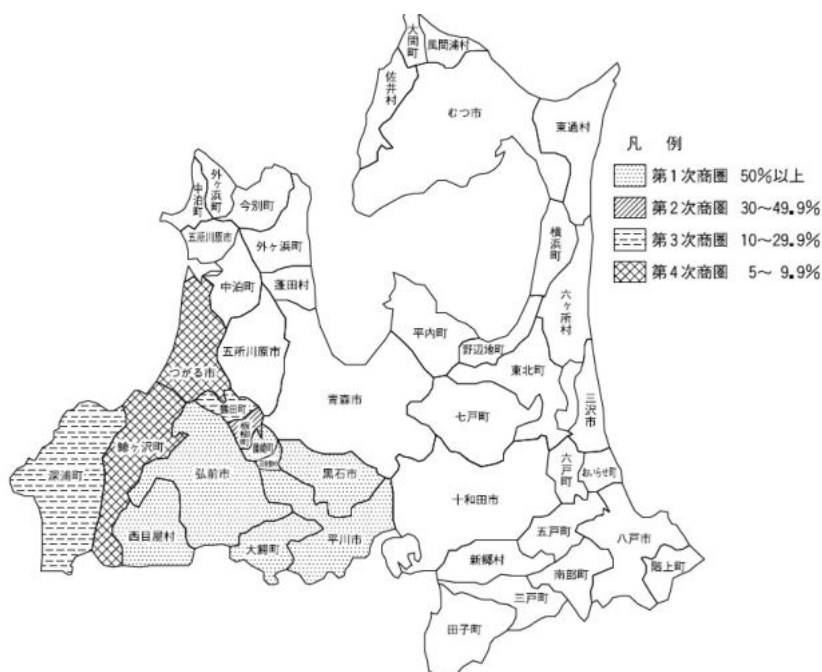 大間町
風間浦村
佐井村
むつ市
東通村
凡 例
第1次商圏 50%以上
第2次商圏 30～49.9%
第3次商圏 10～29.9%
第4次商圏 5～ 9.9%
中泊町
外ヶ浜町
今別町
五所川原市
外ヶ浜町
横浜町
中泊町
蓬田村
六ヶ所村
平内町
野辺地町
五所川原市
東北町
つがる市
青森市
三沢市
七戸町
鶴田町
板柳町
藤崎町
鰺ヶ沢町
深浦町
弘前市
黒石市
六戸町
おいらせ町
十和田市
西目屋村
大鰐町
平川市
五戸町
八戸市
新郷村
南部町
階上町
三戸町
田子町